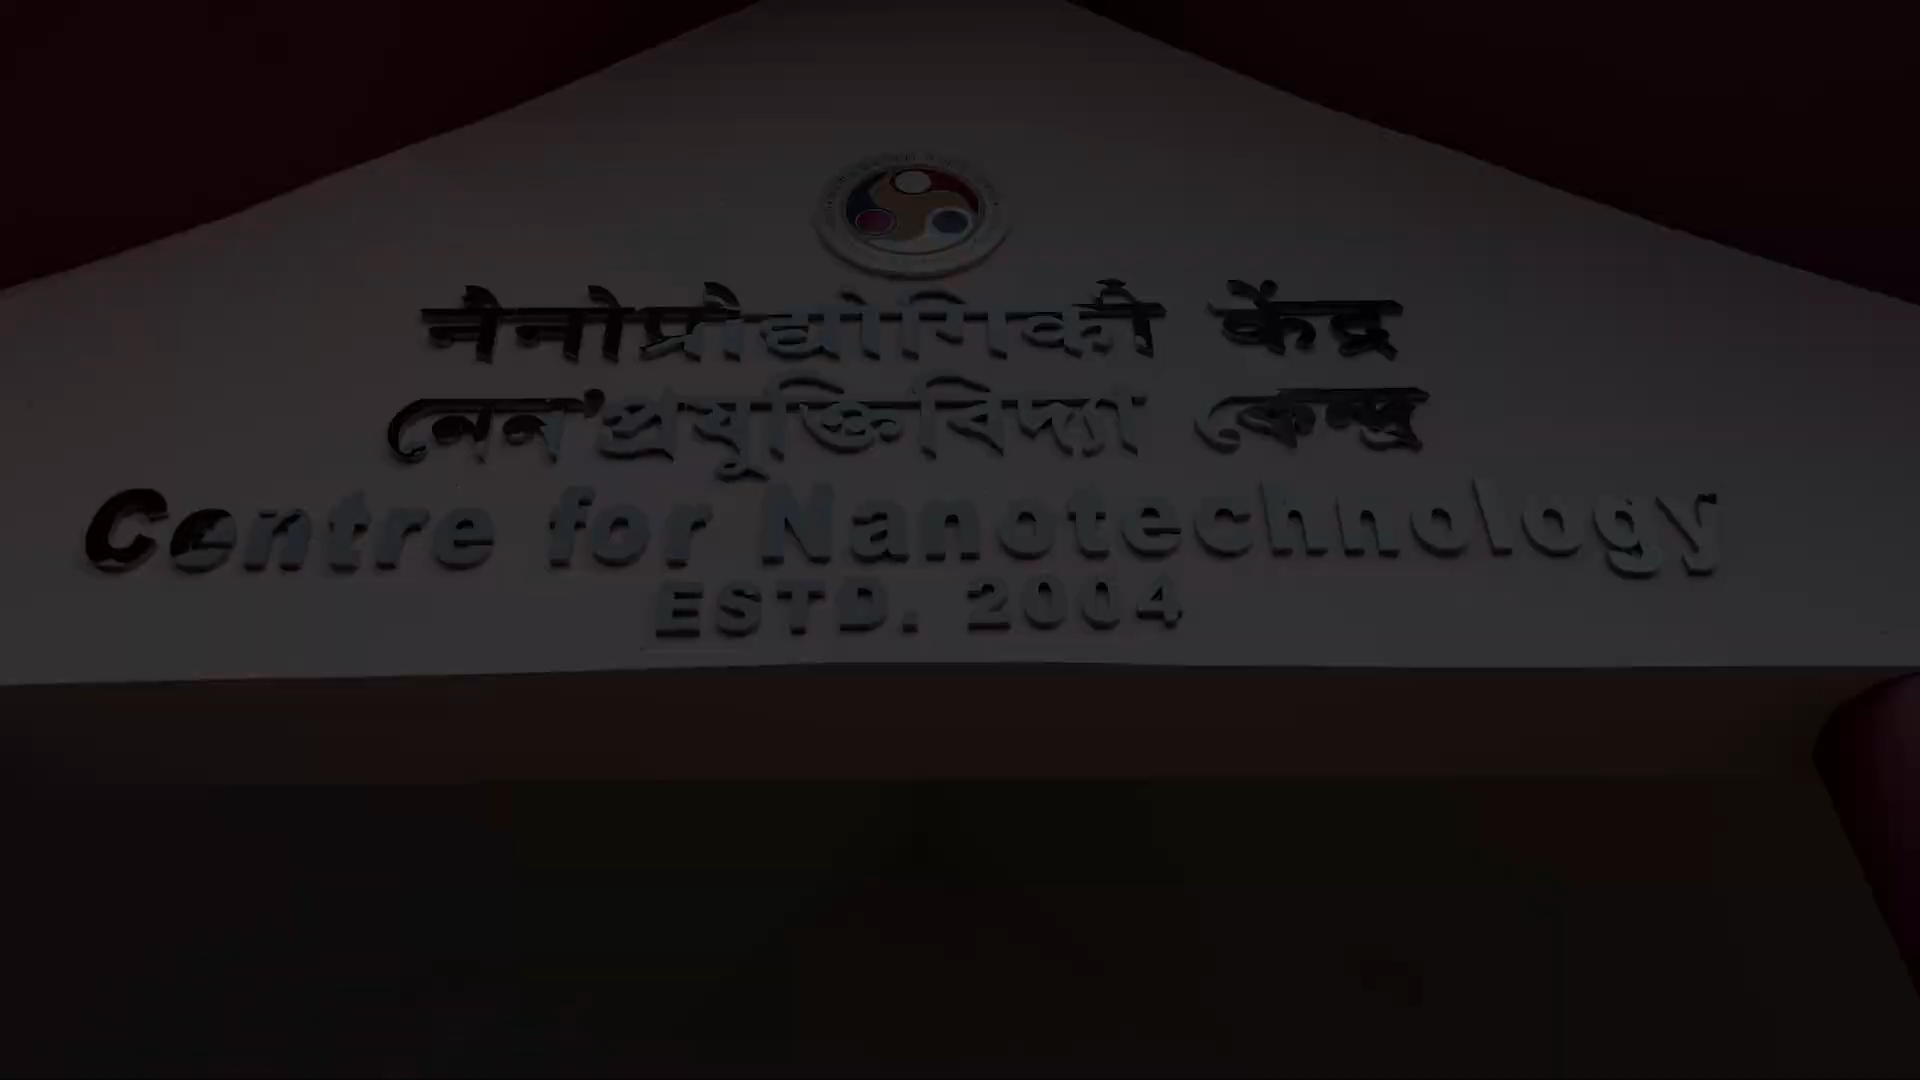 नैनोप्रौद्योगिकी केंद्र
নেন'প্ৰযুক্তিবিদ্যা কেন্দ্ৰ
Centre for Nanotechnology
ESTD. 2004